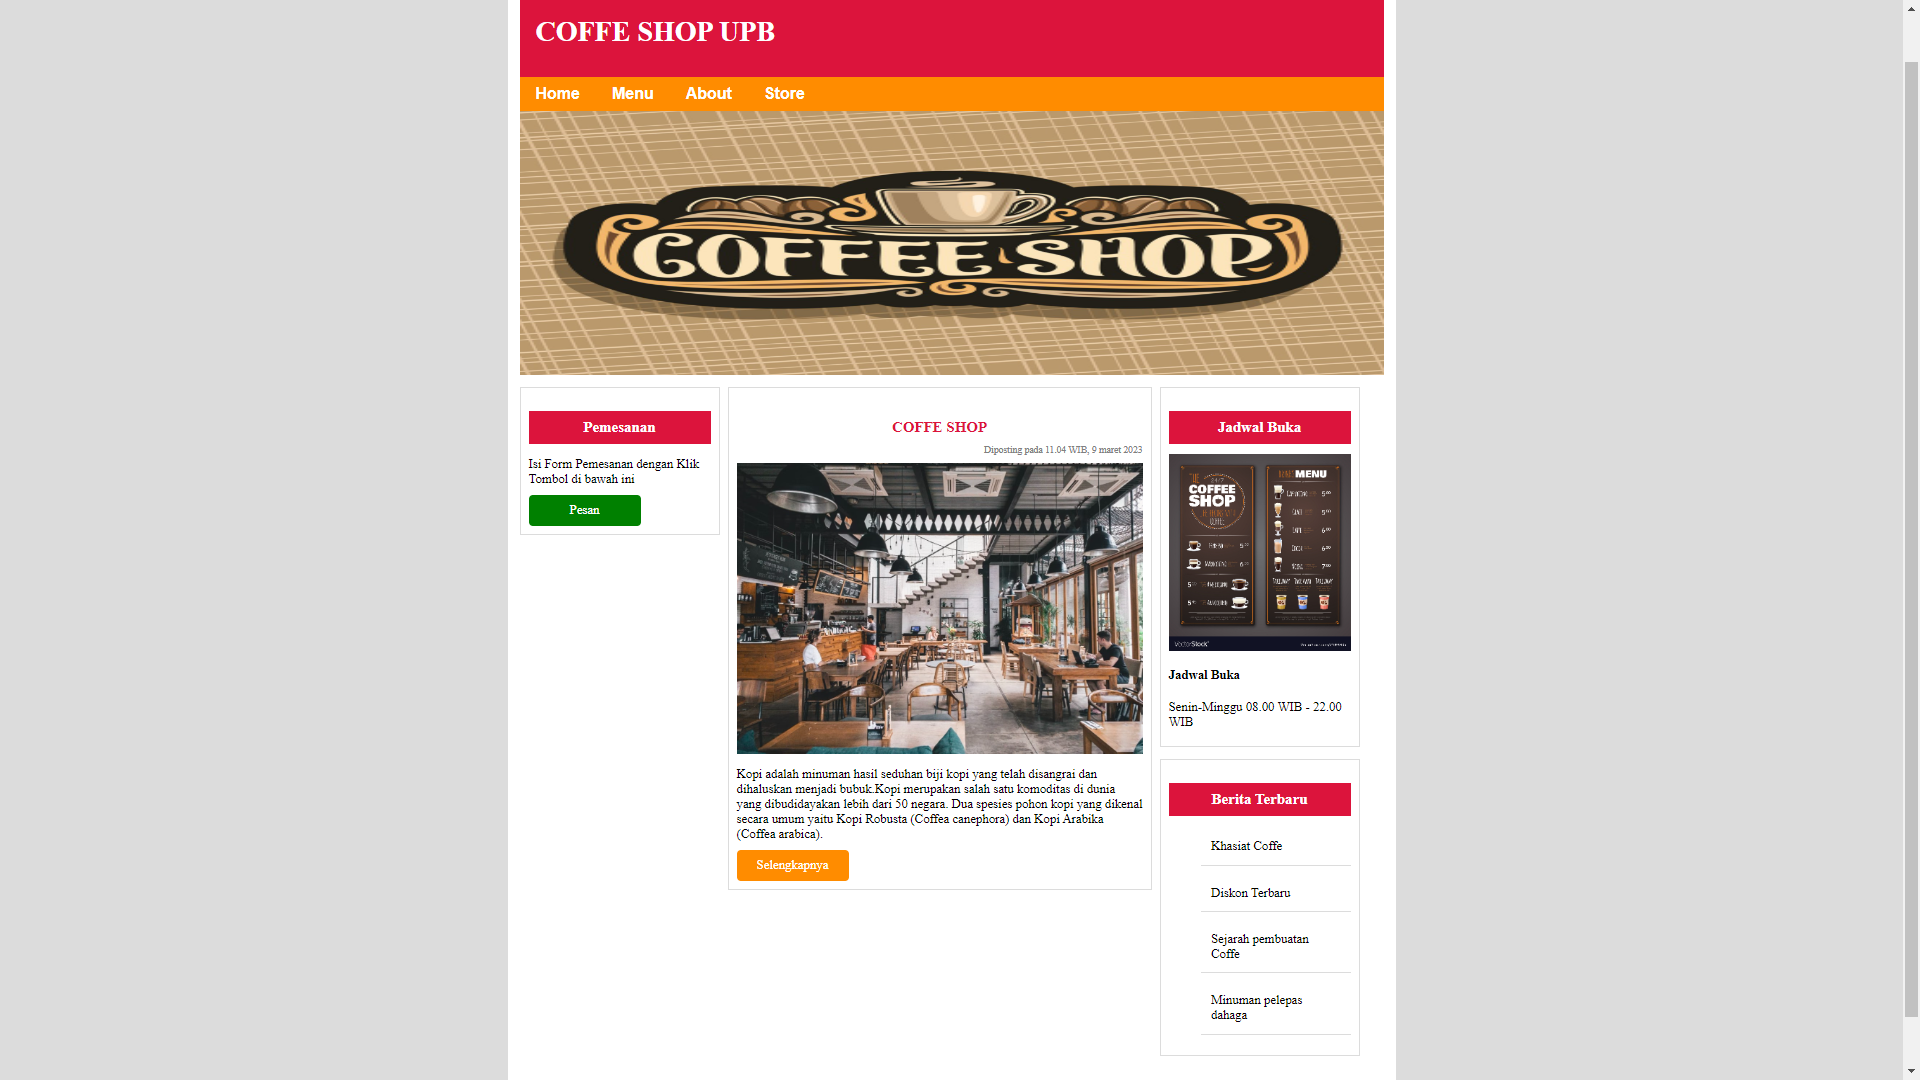 COFFE SHOP UPB
Home Menu About Store
COFFEE SHOP
Pemesanan
Isi Form Pemesanan dengan Klik
Tombol di bawah ini
Pesan
COFFE SHOP
Diposting pada 11.04 WIB, 9 maret 2023
Kopi adalah minuman hasil seduhan biji kopi yang telah disangrai dan
dihaluskan menjadi bubuk.Kopi merupakan salah satu komoditas di dunia
yang dibudidayakan lebih dari 50 negara. Dua spesies pohon kopi yang dikenal
secara umum yaitu Kopi Robusta (Coffea canephora) dan Kopi Arabika
(Coffea arabica).
Selengkapnya
Jadwal Buka
24/7
COFFEE
SHOP
COFFEE
MENU
VectorStock
Jadwal Buka
Senin-Minggu 08.00 WIB - 22.00
WIB
Berita Terbaru
Khasiat Coffe
Diskon Terbaru
Sejarah pembuatan
Coffe
Minuman pelepas
dahaga